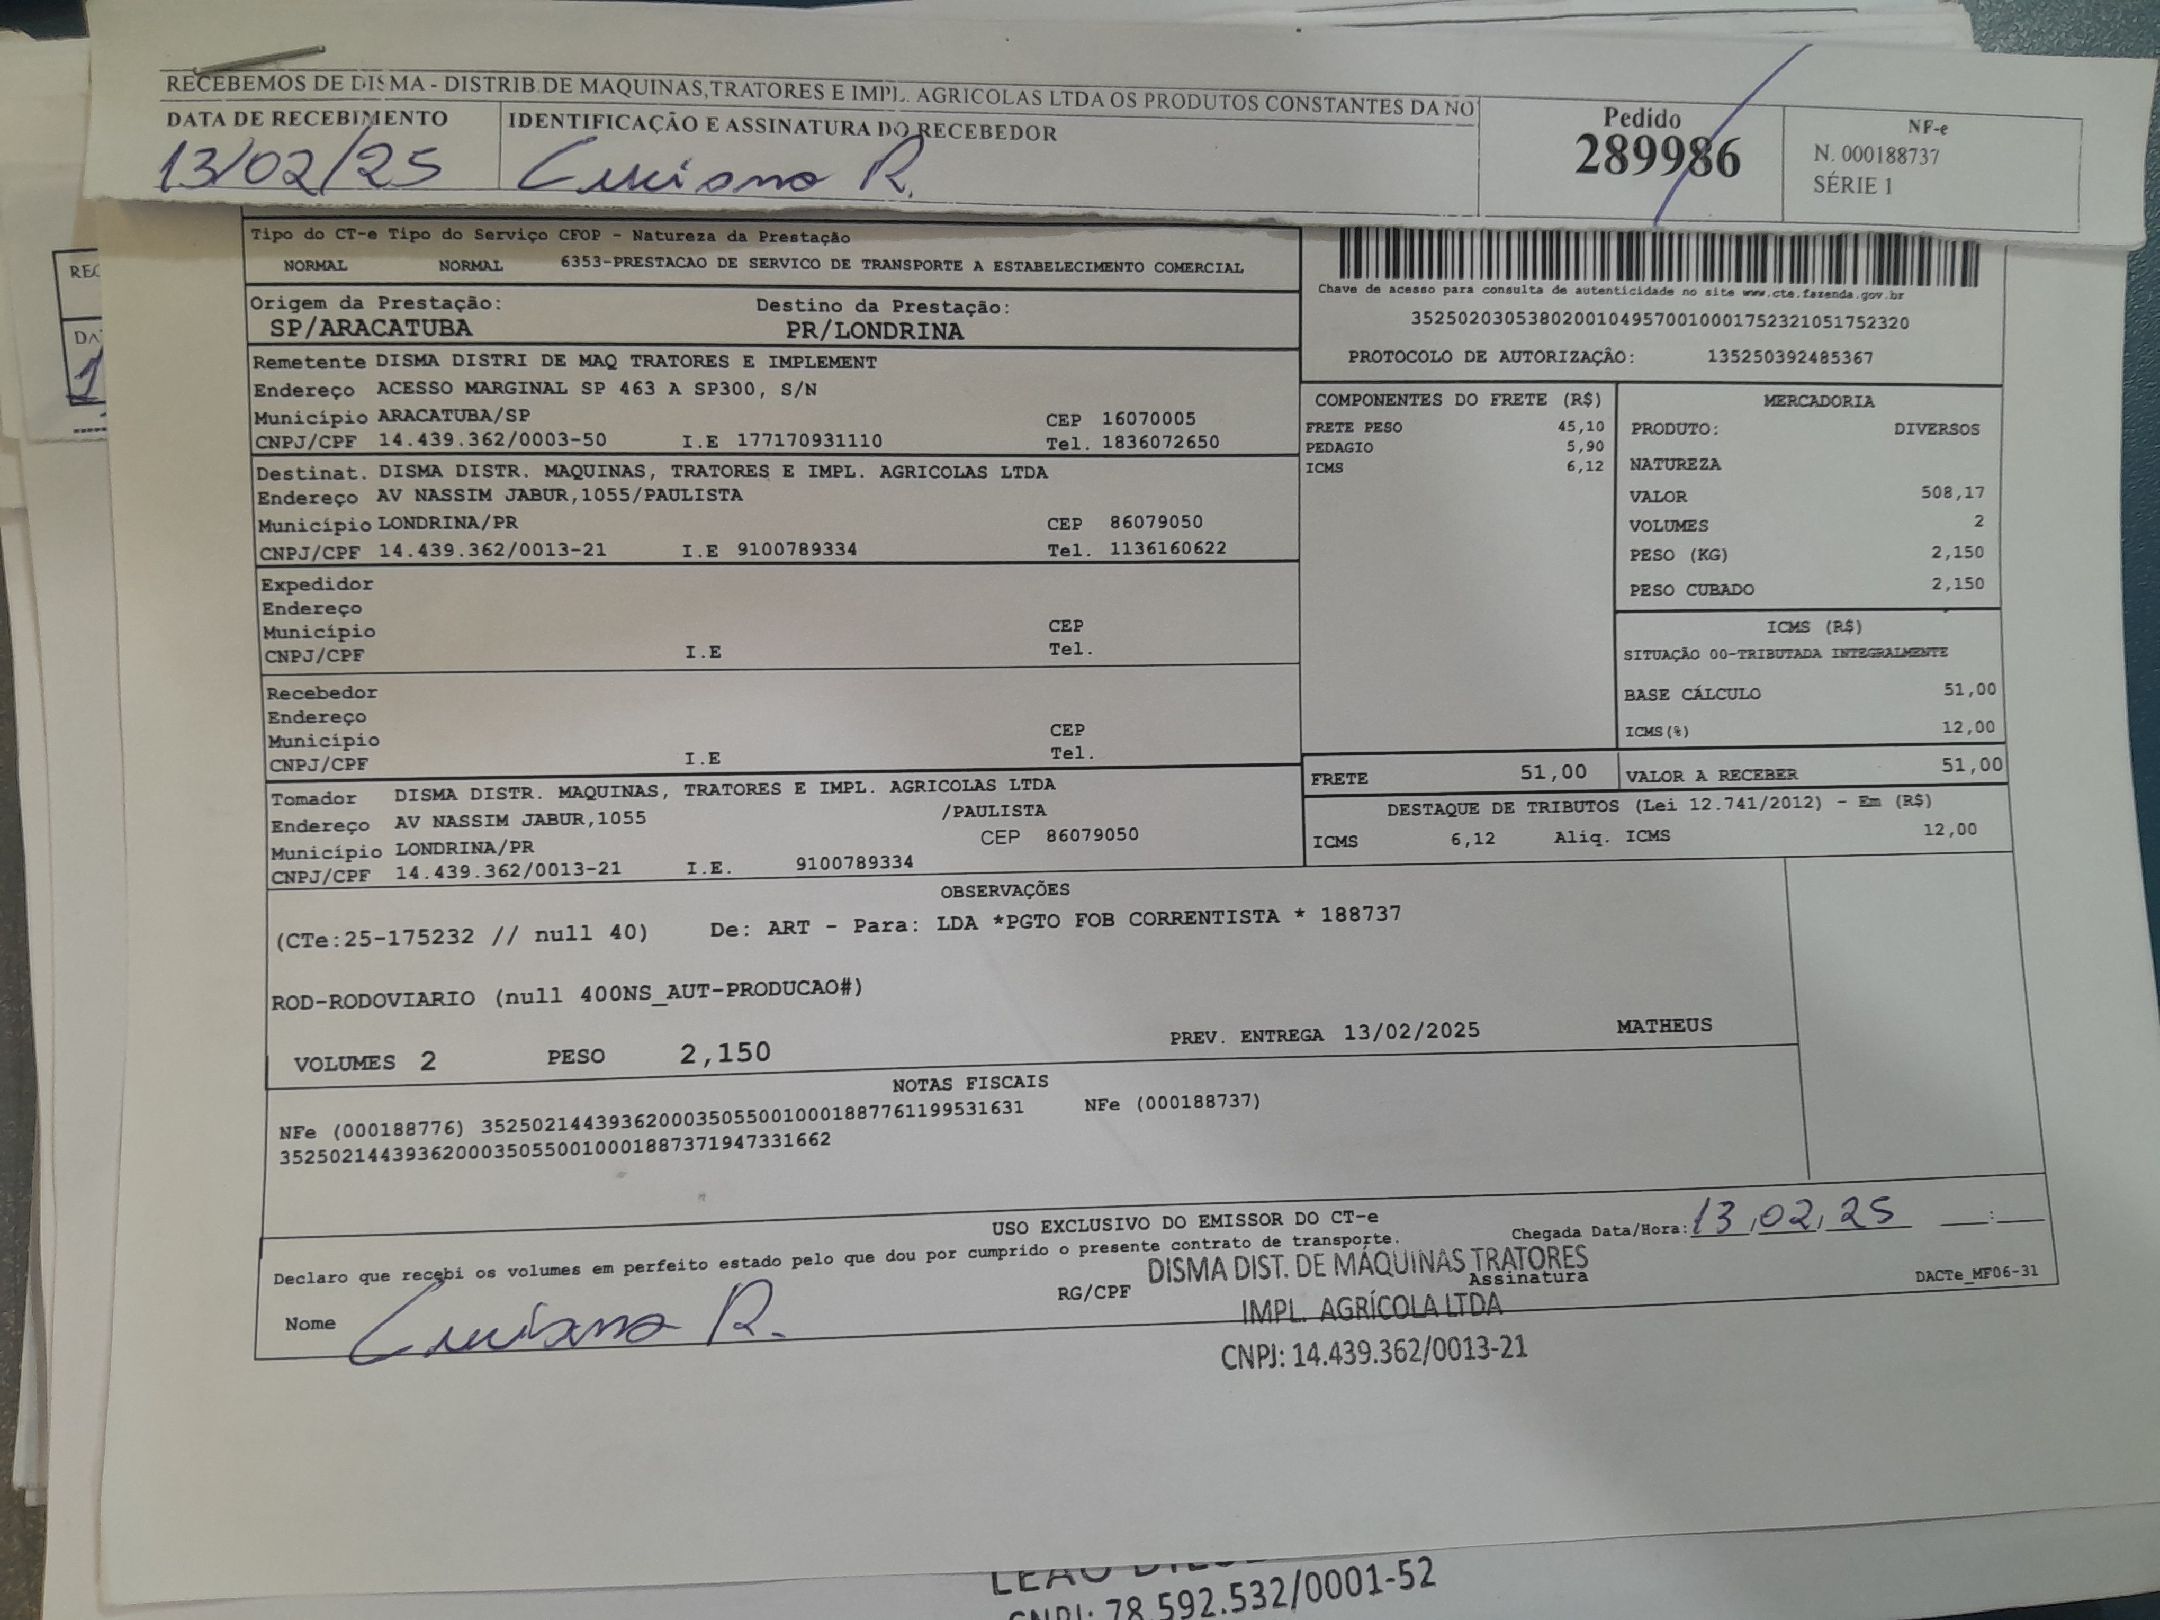 RECEBEMOS DE DISMA - DISTRIB.DE MAQUINAS,TRATORES E IMPL. AGRICOLAS LTDA OS PRODUTOS CONSTANTES DA NO
DATA DE RECEBIMENTO IDENTIFICAÇÃO E ASSINATURA DO RECEBEDOR
13/02/25 Luciano R.
Pedido
289986
NF-e
N. 000188737
SÉRIE 1
Tipo do CT-e Tipo do Serviço CFOP - Natureza da Prestação
NORMAL NORMAL 6353-PRESTACAO DE SERVICO DE TRANSPORTE A ESTABELECIMENTO COMERCIAL
Origem da Prestação: Destino da Prestação:
SP/ARACATUBA PR/LONDRINA
Remetente DISMA DISTRI DE MAQ TRATORES E IMPLEMENT
Endereço ACESSO MARGINAL SP 463 A SP300, S/N
Município ARACATUBA/SP CEP 16070005
CNPJ/CPF 14.439.362/0003-50 I.E 177170931110 Tel. 1836072650
Destinat. DISMA DISTR. MAQUINAS, TRATORES E IMPL. AGRICOLAS LTDA
Endereço AV NASSIM JABUR,1055/PAULISTA
Município LONDRINA/PR CEP 86079050
CNPJ/CPF 14.439.362/0013-21 I.E 9100789334 Tel. 1136160622
Expedidor
Endereço
Município CEP
CNPJ/CPF I.E Tel.
Recebedor
Endereço
Município CEP
CNPJ/CPF I.E Tel.
Tomador DISMA DISTR. MAQUINAS, TRATORES E IMPL. AGRICOLAS LTDA
Endereço AV NASSIM JABUR,1055 /PAULISTA
Município LONDRINA/PR CEP 86079050
CNPJ/CPF 14.439.362/0013-21 I.E. 9100789334
Chave de acesso para consulta de autenticidade no site www.cte.fazenda.gov.br
35250203053802001049570010001752321051752320
PROTOCOLO DE AUTORIZAÇÃO: 135250392485367
COMPONENTES DO FRETE (R$)
FRETE PESO 45,10
PEDAGIO 5,90
ICMS 6,12
MERCADORIA
PRODUTO: DIVERSOS
NATUREZA
VALOR 508,17
VOLUMES 2
PESO (KG) 2,150
PESO CUBADO 2,150
ICMS (R$)
SITUAÇÃO 00-TRIBUTADA INTEGRALMENTE
BASE CÁLCULO 51,00
ICMS(%) 12,00
FRETE 51,00 VALOR A RECEBER 51,00
DESTAQUE DE TRIBUTOS (Lei 12.741/2012) - Em (R$)
ICMS 6,12 Aliq. ICMS 12,00
OBSERVAÇÕES
(CTe:25-175232 // null 40) De: ART - Para: LDA *PGTO FOB CORRENTISTA * 188737
ROD-RODOVIARIO (null 400NS_AUT-PRODUCAO#)
VOLUMES 2 PESO 2,150 PREV. ENTREGA 13/02/2025 MATHEUS
NOTAS FISCAIS
NFe (000188776) 35250214439362000350550010001887761199531631 NFe (000188737)
35250214439362000350550010001887371947331662
USO EXCLUSIVO DO EMISSOR DO CT-e
Declaro que recebi os volumes em perfeito estado pelo que dou por cumprido o presente contrato de transporte.
Chegada Data/Hora: 13,02,25 __:__
Nome Luciano R. RG/CPF Assinatura DACTe_MF06-31
DISMA DIST. DE MÁQUINAS TRATORES
IMPL. AGRÍCOLA LTDA
CNPJ: 14.439.362/0013-21
CNPJ: 78.592.532/0001-52